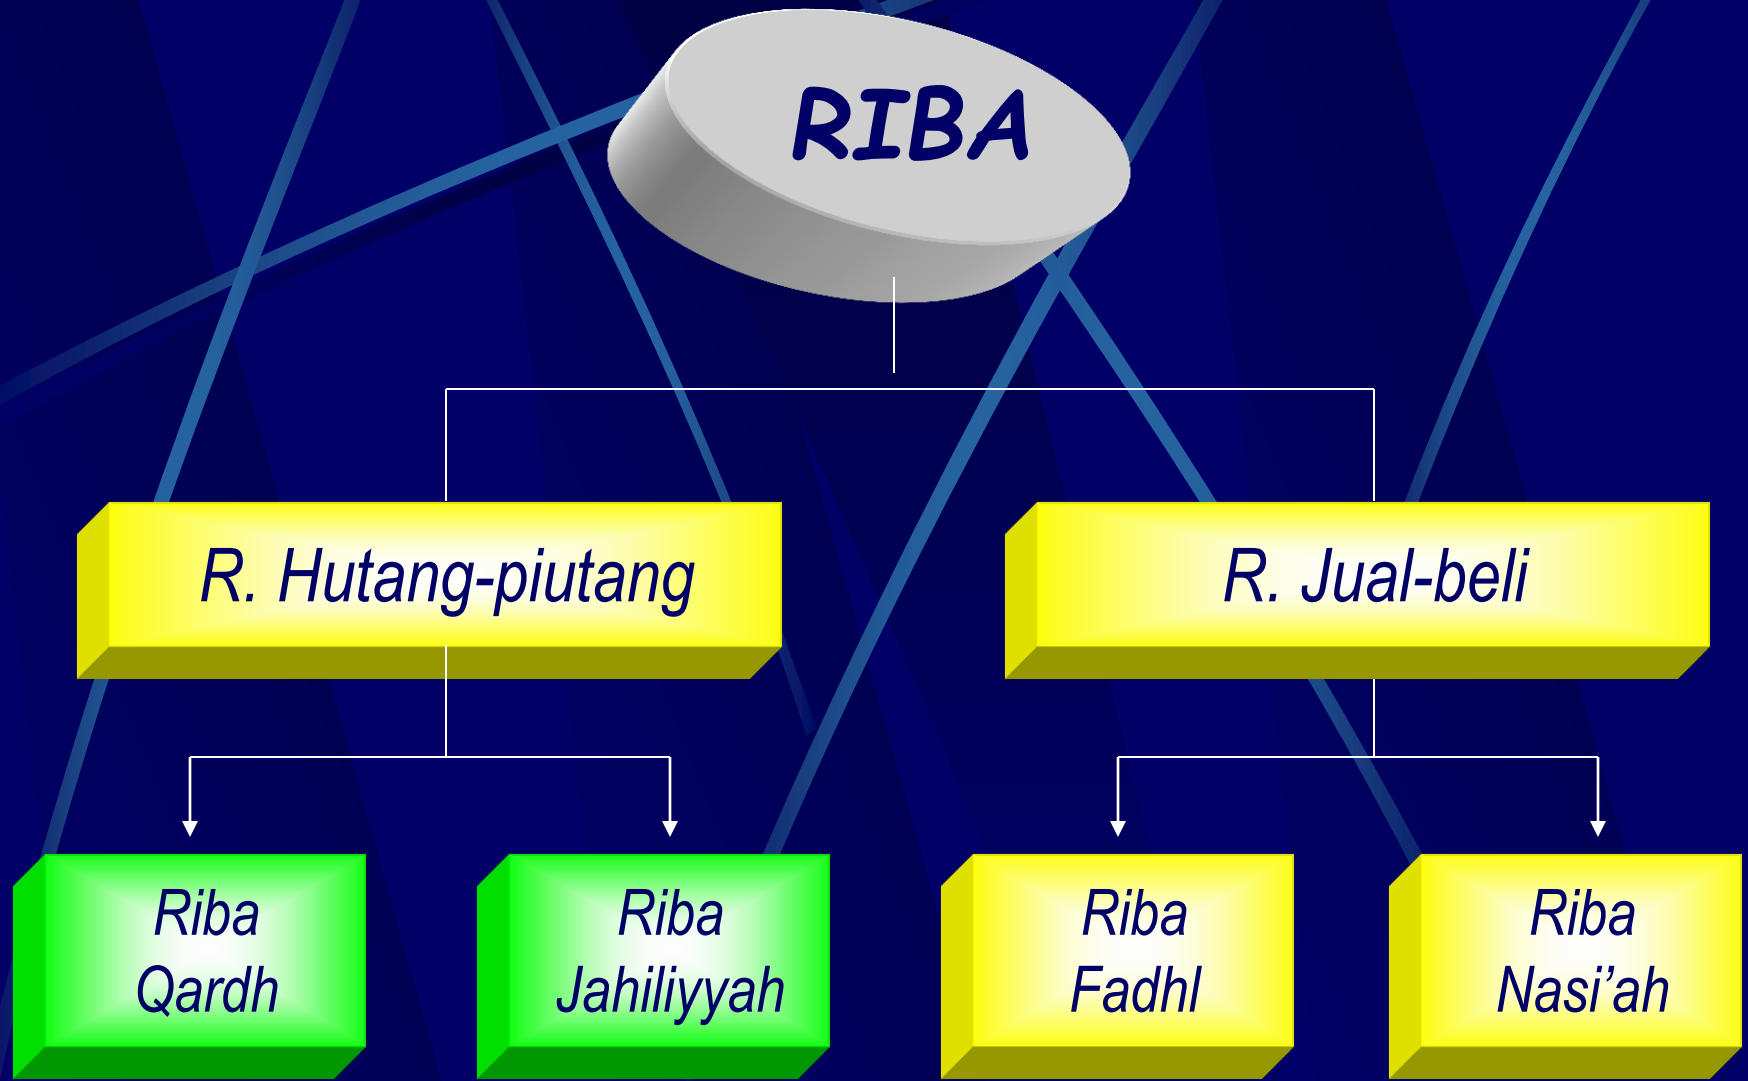 RIBA
R. Hutang-piutang
R. Jual-beli
Riba
Qardh
Riba
Jahiliyyah
Riba
Fadhl
Riba
Nasi’ah